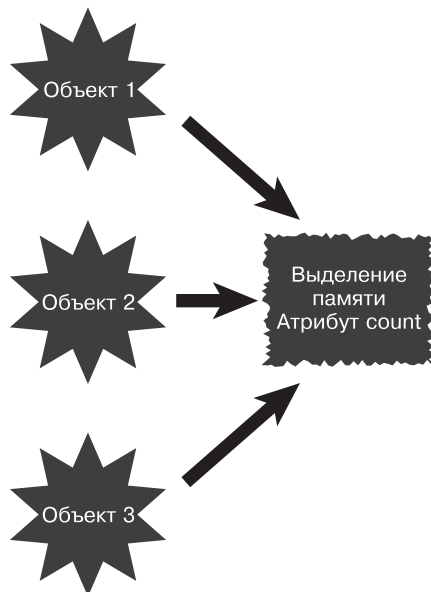 Объект 1
Объект 2
Выделение
памяти
Атрибут count
Объект 3